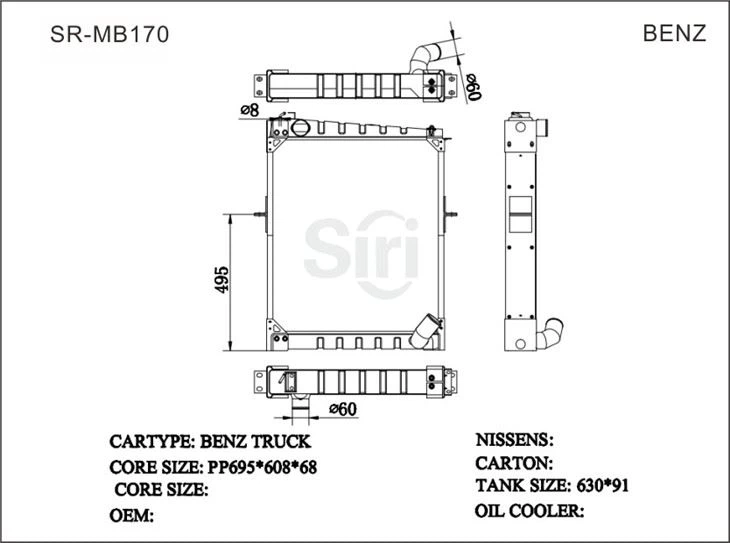 SR-MB170
BENZ
ø60
ø8
Siri
495
ø60
CARTYPE: BENZ TRUCK
CORE SIZE: PP695*608*68
CORE SIZE:
OEM:
NISSENS:
CARTON:
TANK SIZE: 630*91
OIL COOLER: